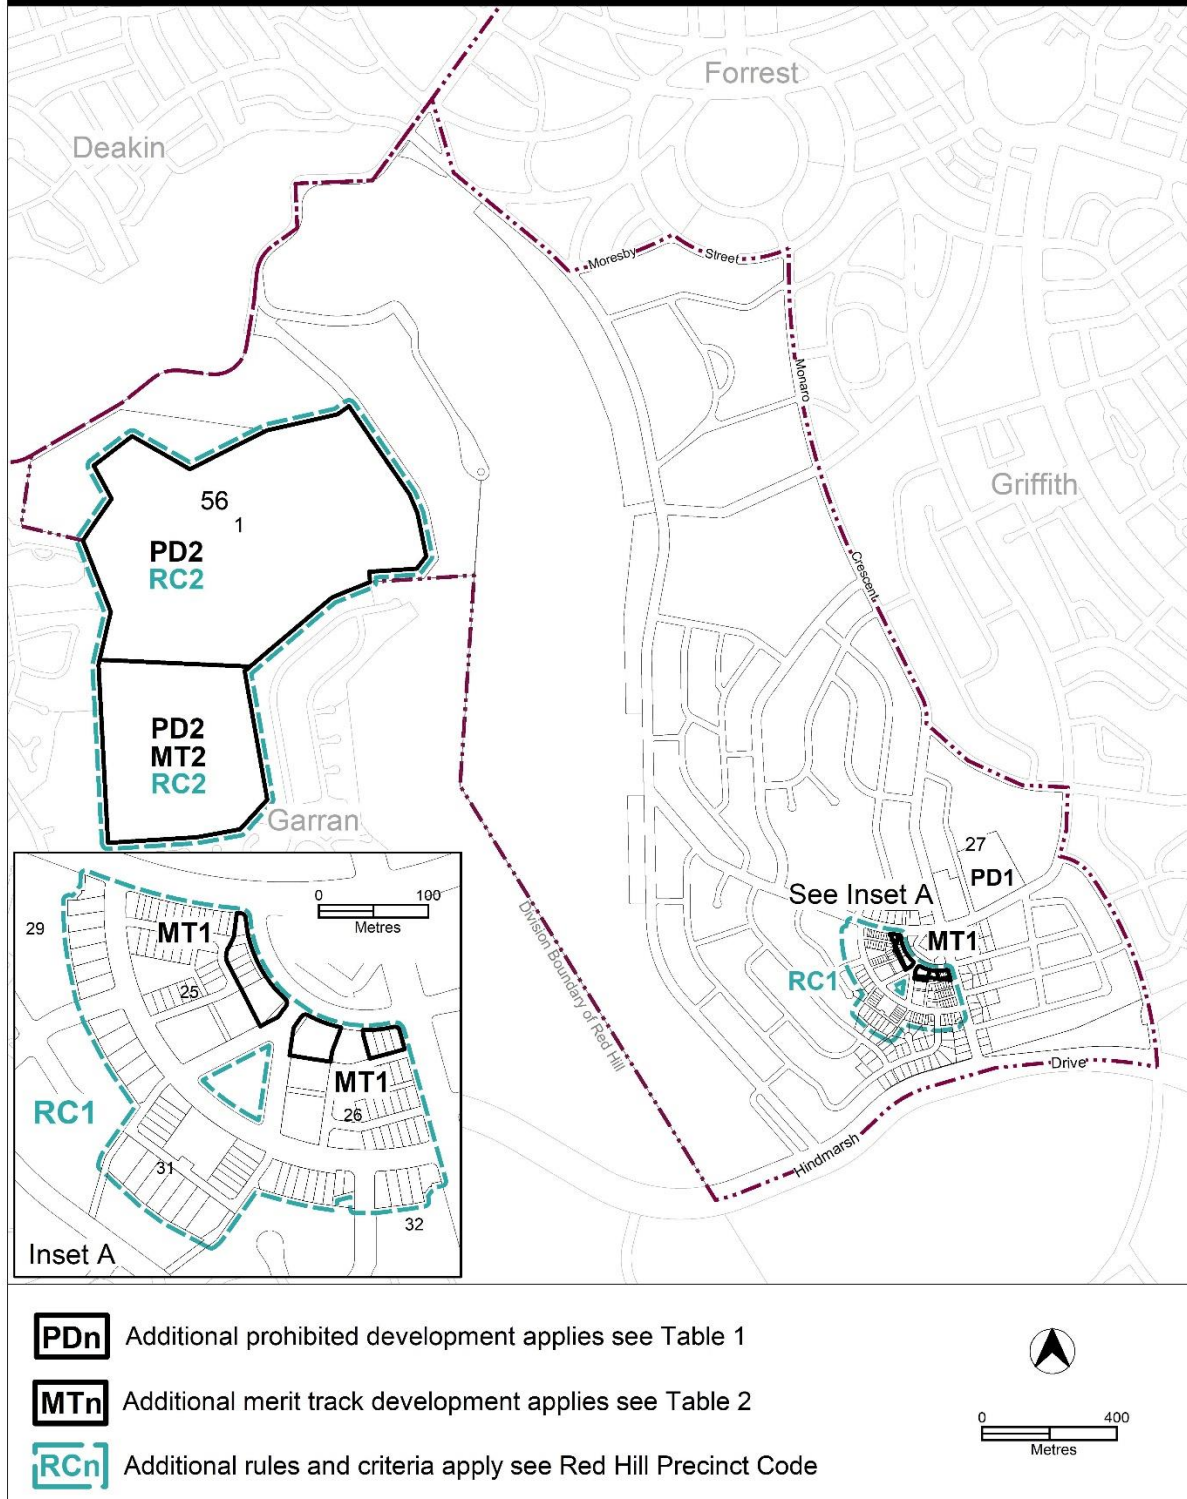 Forrest
Deakin
Moresby
Street
Monaro
Griffith
56
1
PD2
RC2
Crescent
PD2
MT2
RC2
Garran
27
PD1
See Inset A
MT1
RC1
Division Boundary of Red Hill
Drive
Hindmarsh
0 100
Metres
29
MT1
25
MT1
RC1
26
31
32
Inset A
PDn Additional prohibited development applies see Table 1
MTn Additional merit track development applies see Table 2
RCn Additional rules and criteria apply see Red Hill Precinct Code
0 400
Metres